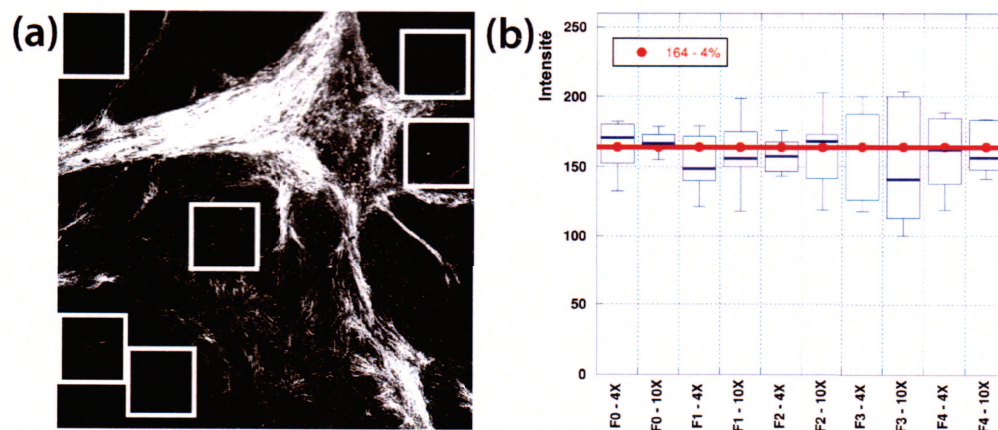 (a)
(b)
Intensité
250
200
150
100
50
0
164 - 4%
F0 - 4X
F0 - 10X
F1 - 4X
F1 - 10X
F2 - 4X
F2 - 10X
F3 - 4X
F3 - 10X
F4 - 4X
F4 - 10X